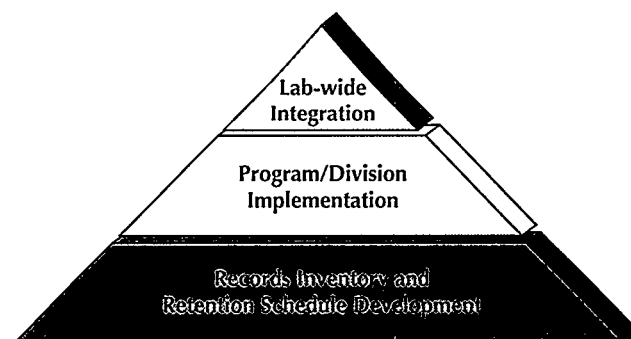 Lab-wide
Integration
Program/Division
Implementation
Records Inventory and
Retention Schedule Development